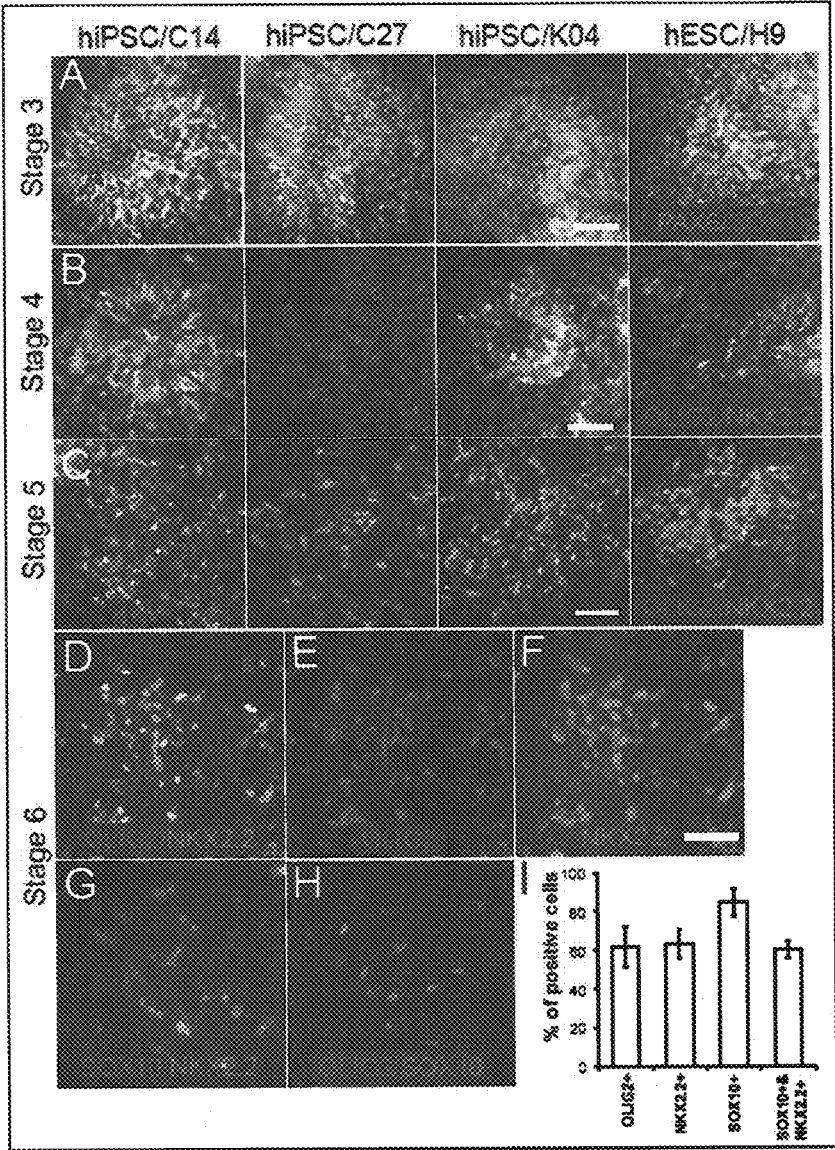 hiPSC/C14 hiPSC/C27 hiPSC/K04 hESC/H9
A
Stage 3
B
Stage 4
C
Stage 5
D E F
Stage 6
G H I
100
80
60
40
20
0
% of positive cells
OLIG2+
NKX2.2+
SOX10+
SOX10+&
NKX2.2+